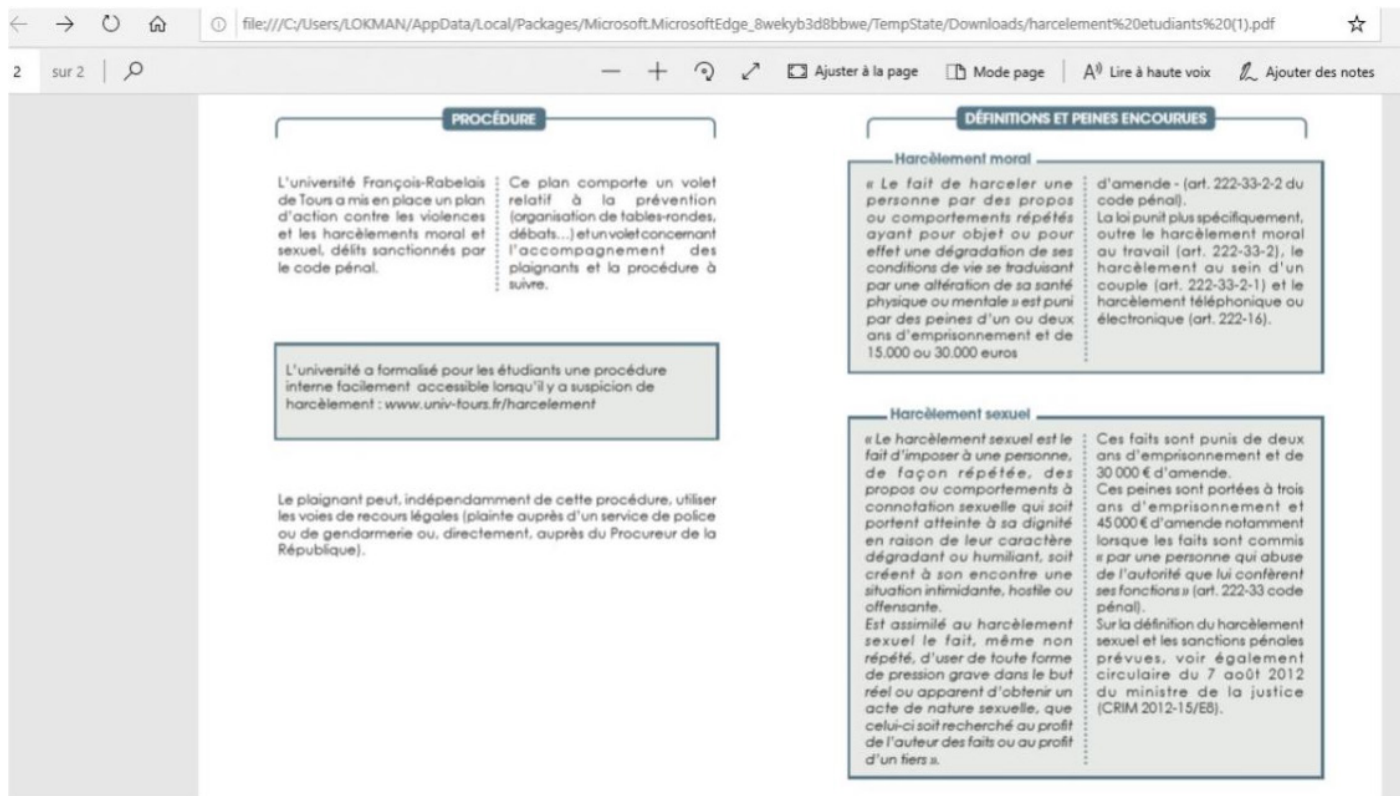 file:///C:/Users/LOKMAN/AppData/Local/Packages/Microsoft.MicrosoftEdge_8wekyb3d8bbwe/TempState/Downloads/harcelement%20etudiants%20(1).pdf
2 sur 2
Ajuster à la page
Mode page
Lire à haute voix
Ajouter des notes
PROCÉDURE
L'université François-Rabelais
de Tours a mis en place un plan
d'action contre les violences
et les harcèlements moral et
sexuel, délits sanctionnés par
le code pénal.
Ce plan comporte un volet
relatif à la prévention
(organisation de tables-rondes,
débats...) et un volet concernant
l'accompagnement des
plaignants et la procédure à
suivre.
L'université a formalisé pour les étudiants une procédure
interne facilement accessible lorsqu'il y a suspicion de
harcèlement : www.univ-tours.fr/harcelement
Le plaignant peut, indépendamment de cette procédure, utiliser
les voies de recours légales (plainte auprès d'un service de police
ou de gendarmerie ou, directement, auprès du Procureur de la
République).
DÉFINITIONS ET PEINES ENCOURUES
Harcèlement moral
« Le fait de harceler une
personne par des propos
ou comportements répétés
ayant pour objet ou pour
effet une dégradation de ses
conditions de vie se traduisant
par une altération de sa santé
physique ou mentale » est puni
par des peines d'un ou deux
ans d'emprisonnement et de
15.000 ou 30.000 euros
d'amende - (art. 222-33-2-2 du
code pénal).
La loi punit plus spécifiquement,
outre le harcèlement moral
au travail (art. 222-33-2), le
harcèlement au sein d'un
couple (art. 222-33-2-1) et le
harcèlement téléphonique ou
électronique (art. 222-16).
Harcèlement sexuel
« Le harcèlement sexuel est le
fait d'imposer à une personne,
de façon répétée, des
propos ou comportements à
connotation sexuelle qui soit
portent atteinte à sa dignité
en raison de leur caractère
dégradant ou humiliant, soit
créent à son encontre une
situation intimidante, hostile ou
offensante.
Est assimilé au harcèlement
sexuel le fait, même non
répété, d'user de toute forme
de pression grave dans le but
réel ou apparent d'obtenir un
acte de nature sexuelle, que
celui-ci soit recherché au profit
de l'auteur des faits ou au profit
d'un tiers ».
Ces faits sont punis de deux
ans d'emprisonnement et de
30 000 € d'amende.
Ces peines sont portées à trois
ans d'emprisonnement et
45 000 € d'amende notamment
lorsque les faits sont commis
« par une personne qui abuse
de l'autorité que lui confèrent
ses fonctions » (art. 222-33 code
pénal).
Sur la définition du harcèlement
sexuel et les sanctions pénales
prévues, voir également
circulaire du 7 août 2012
du ministre de la justice
(CRIM 2012-15/E8).